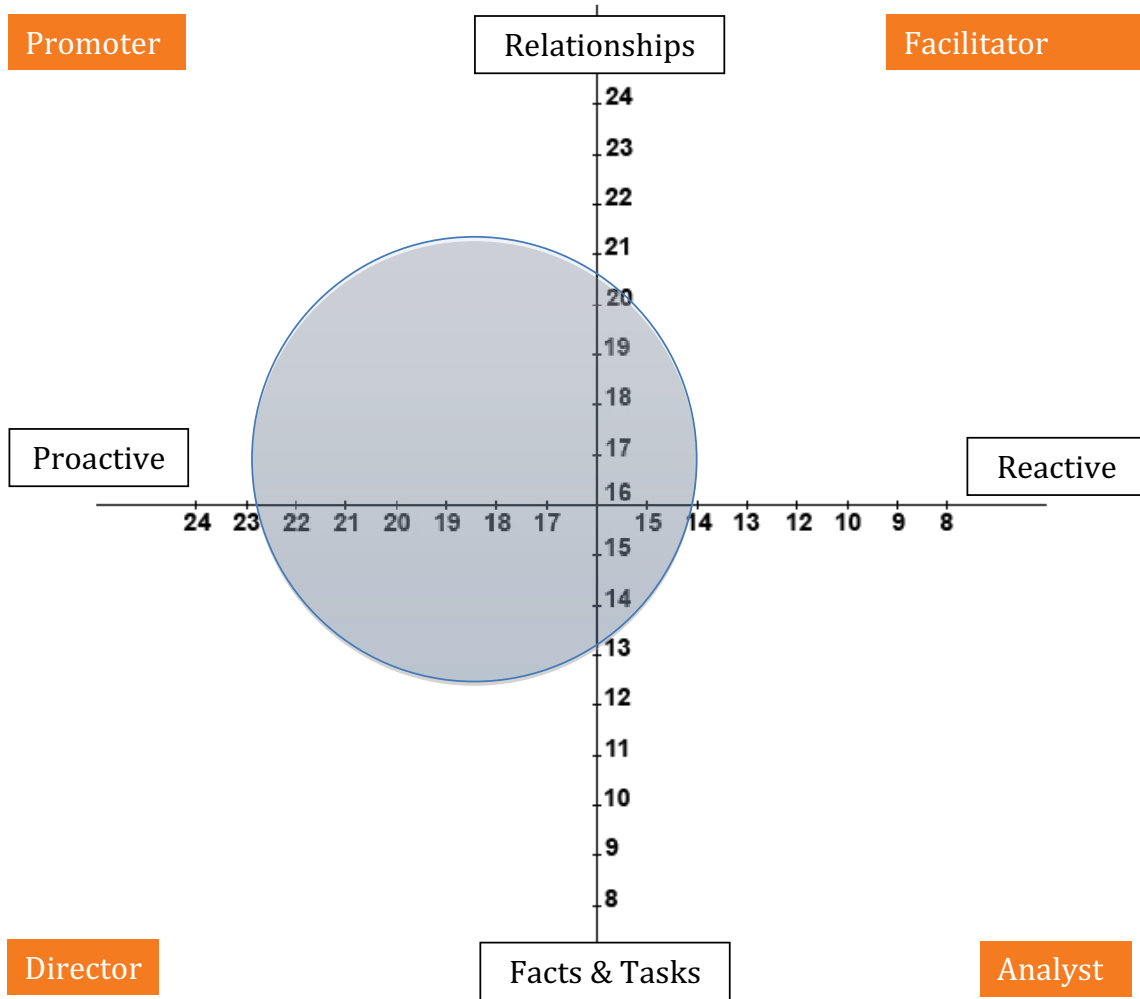 Promoter
Relationships
Facilitator
24
23
22
21
20
19
18
17
Proactive
Reactive
16
24 23 22 21 20 19 18 17 15 14 13 12 10 9 8
15
14
13
12
11
10
9
8
Director
Facts & Tasks
Analyst